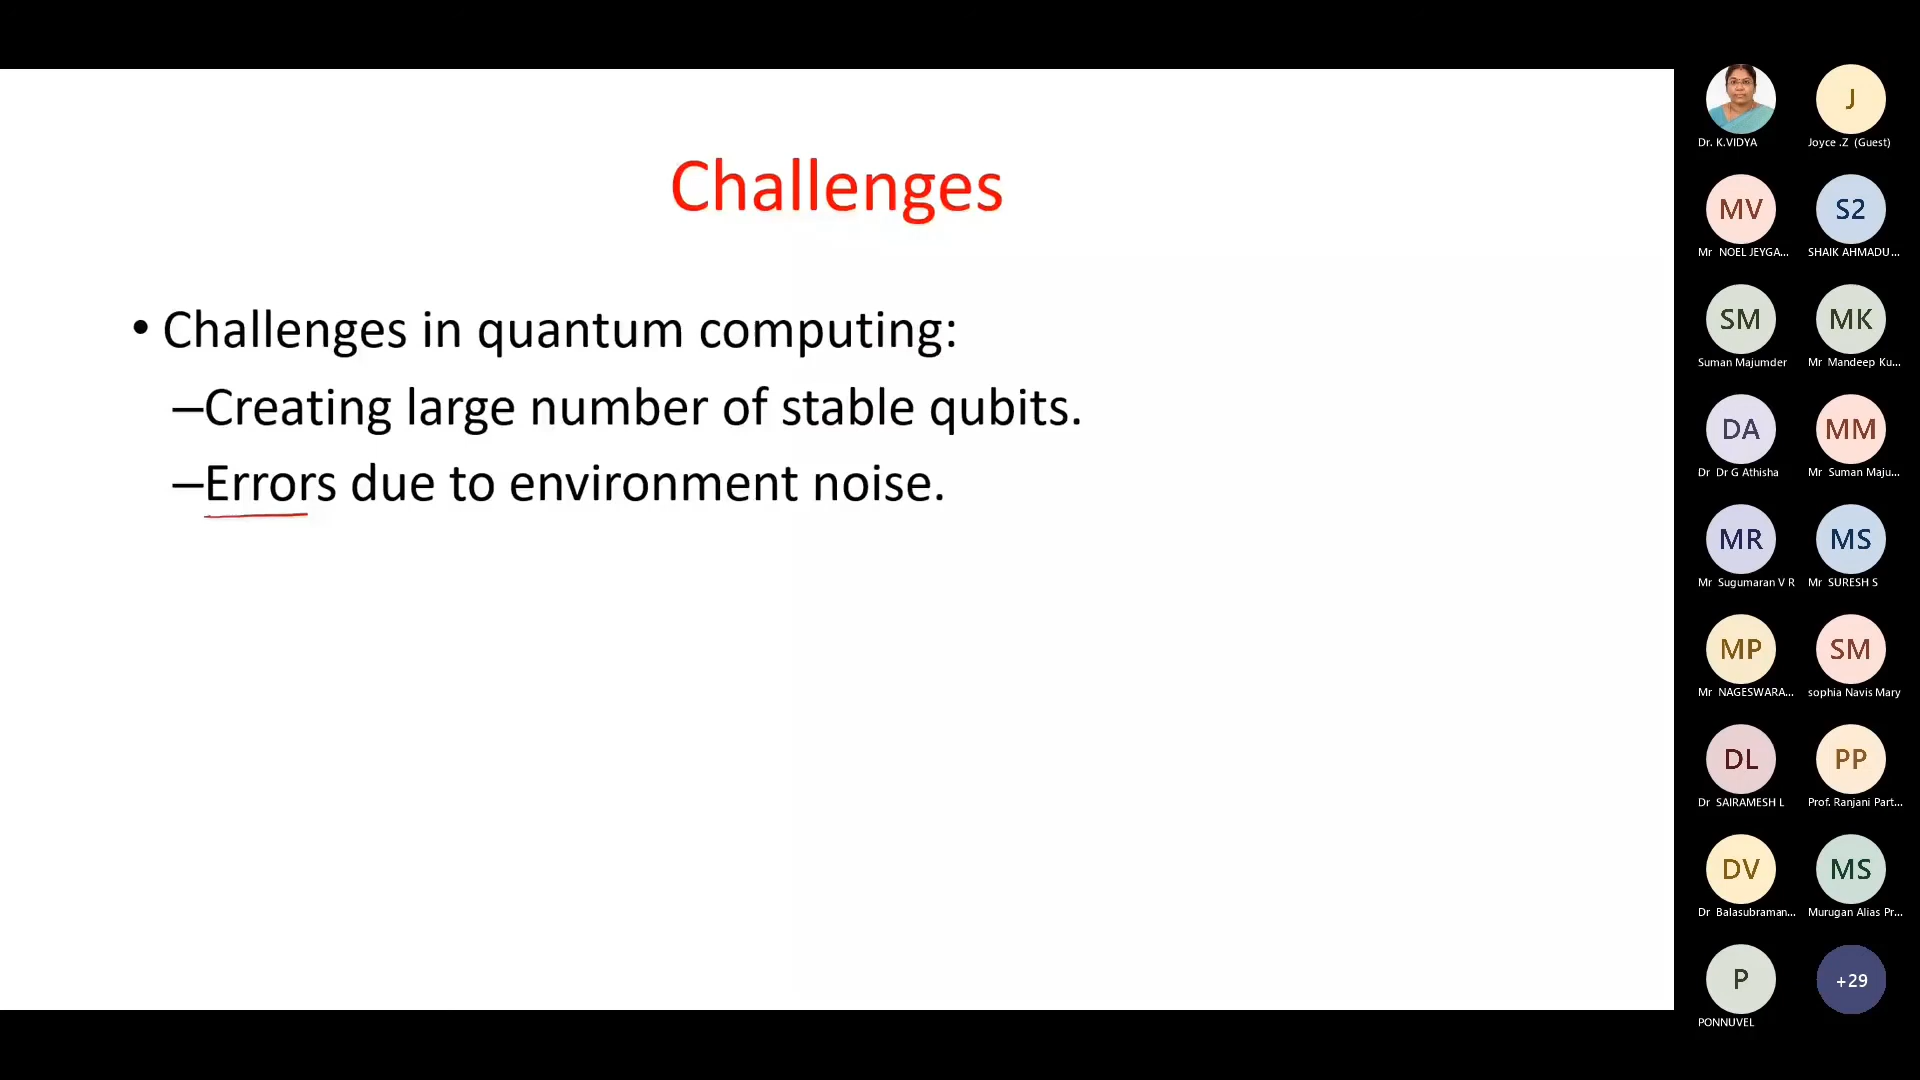 Challenges
• Challenges in quantum computing:
–Creating large number of stable qubits.
–Errors due to environment noise.
Dr. K.VIDYA
J
Joyce .Z (Guest)
MV
Mr NOEL JEYGA...
S2
SHAIK AHMADU...
SM
Suman Majumder
MK
Mr Mandeep Ku...
DA
Dr Dr G Athisha
MM
Mr Suman Maju...
MR
Mr Sugumaran V R
MS
Mr SURESH S
MP
Mr NAGESWARA...
SM
sophia Navis Mary
DL
Dr SAIRAMESH L
PP
Prof. Ranjani Part...
DV
Dr Balasubraman...
MS
Murugan Alias Pr...
P
PONNUVEL
+29